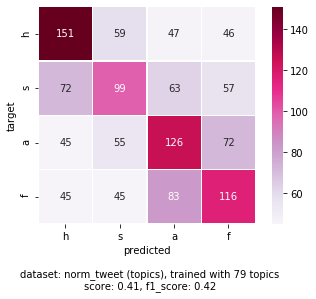 h 151 59 47 46
s 72 99 63 57
a 45 55 126 72
f 45 45 83 116
h s a f
target
predicted
140
120
100
80
60
dataset: norm_tweet (topics), trained with 79 topics
score: 0.41, f1_score: 0.42